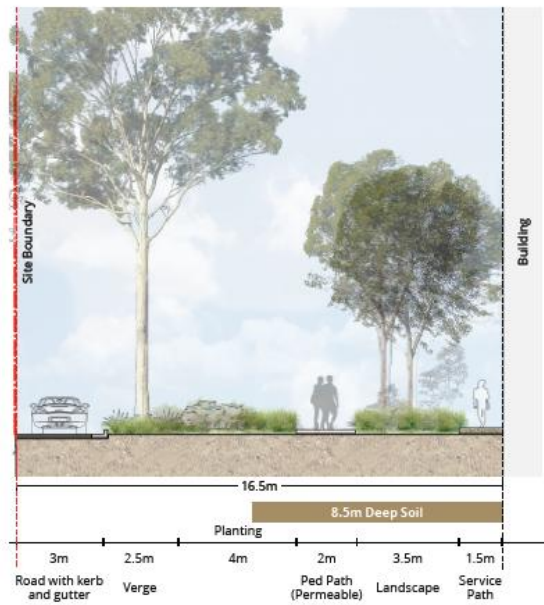 Site Boundary
Building
16.5m
8.5m Deep Soil
Planting
3m
2.5m
4m
2m
3.5m
1.5m
Road with kerb
and gutter
Verge
Ped Path
(Permeable)
Landscape
Service
Path